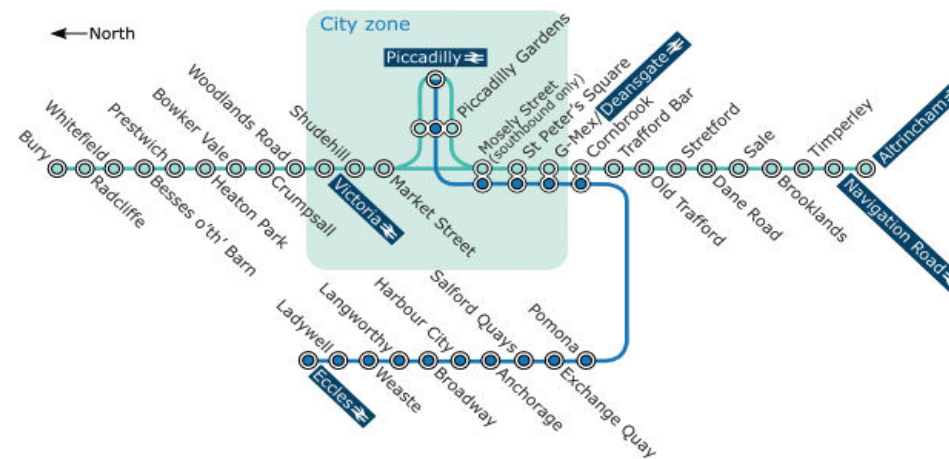 City zone
North
Piccadilly
Piccadilly Gardens
Bury
Whitefield
Radcliffe
Prestwich
Besses o'th' Barn
Bowker Vale
Heaton Park
Woodlands Road
Crumpsall
Shudehill
Victoria
Market Street
Mosely Street
(southbound only)
St Peter's Square
G-Mex/ Deansgate
Cornbrook
Trafford Bar
Old Trafford
Stretford
Dane Road
Sale
Brooklands
Timperley
Navigation Road
Altrincham
Pomona
Exchange Quay
Salford Quays
Anchorage
Harbour City
Broadway
Langworthy
Weaste
Ladywell
Eccles